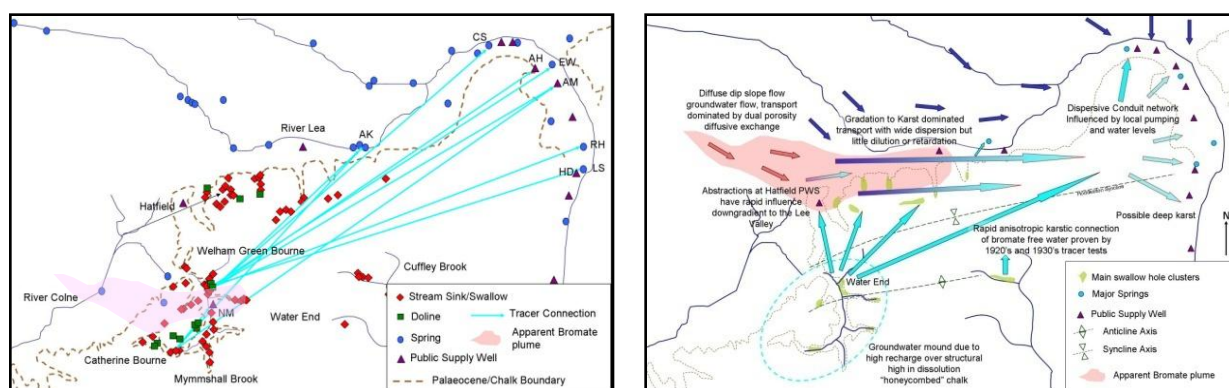 CS
EW
AH
AM
River Lea
AK
RH
LS
HD
Hatfield
Welham Green Bourne
Cuffley Brook
River Colne
NM
Water End
Catherine Bourne
Mymmshall Brook
Stream Sink/Swallow
Doline
Spring
Public Supply Well
Palaeocene/Chalk Boundary
Tracer Connection
Apparent Bromate
plume
Diffuse dip slope flow
groundwater flow, transport
dominated by dual porosity
diffusive exchange
Gradation to Karst dominated
transport with wide dispersion but
little dilution or retardation
Dispersive Conduit network
Influenced by local pumping
and water levels
Abstractions at Hatfield PWS
have rapid influence
downgradient to the Lee
Valley
Possible deep karst
Rapid anisotropic karstic connection
of bromate free water proven by
1920's and 1930's tracer tests
N
Water End
Groundwater mound due to
high recharge over structural
high in dissolution
"honeycombed" chalk
Main swallow hole clusters
Major Springs
Public Supply Well
Anticline Axis
Syncline Axis
Apparent Bromate plume